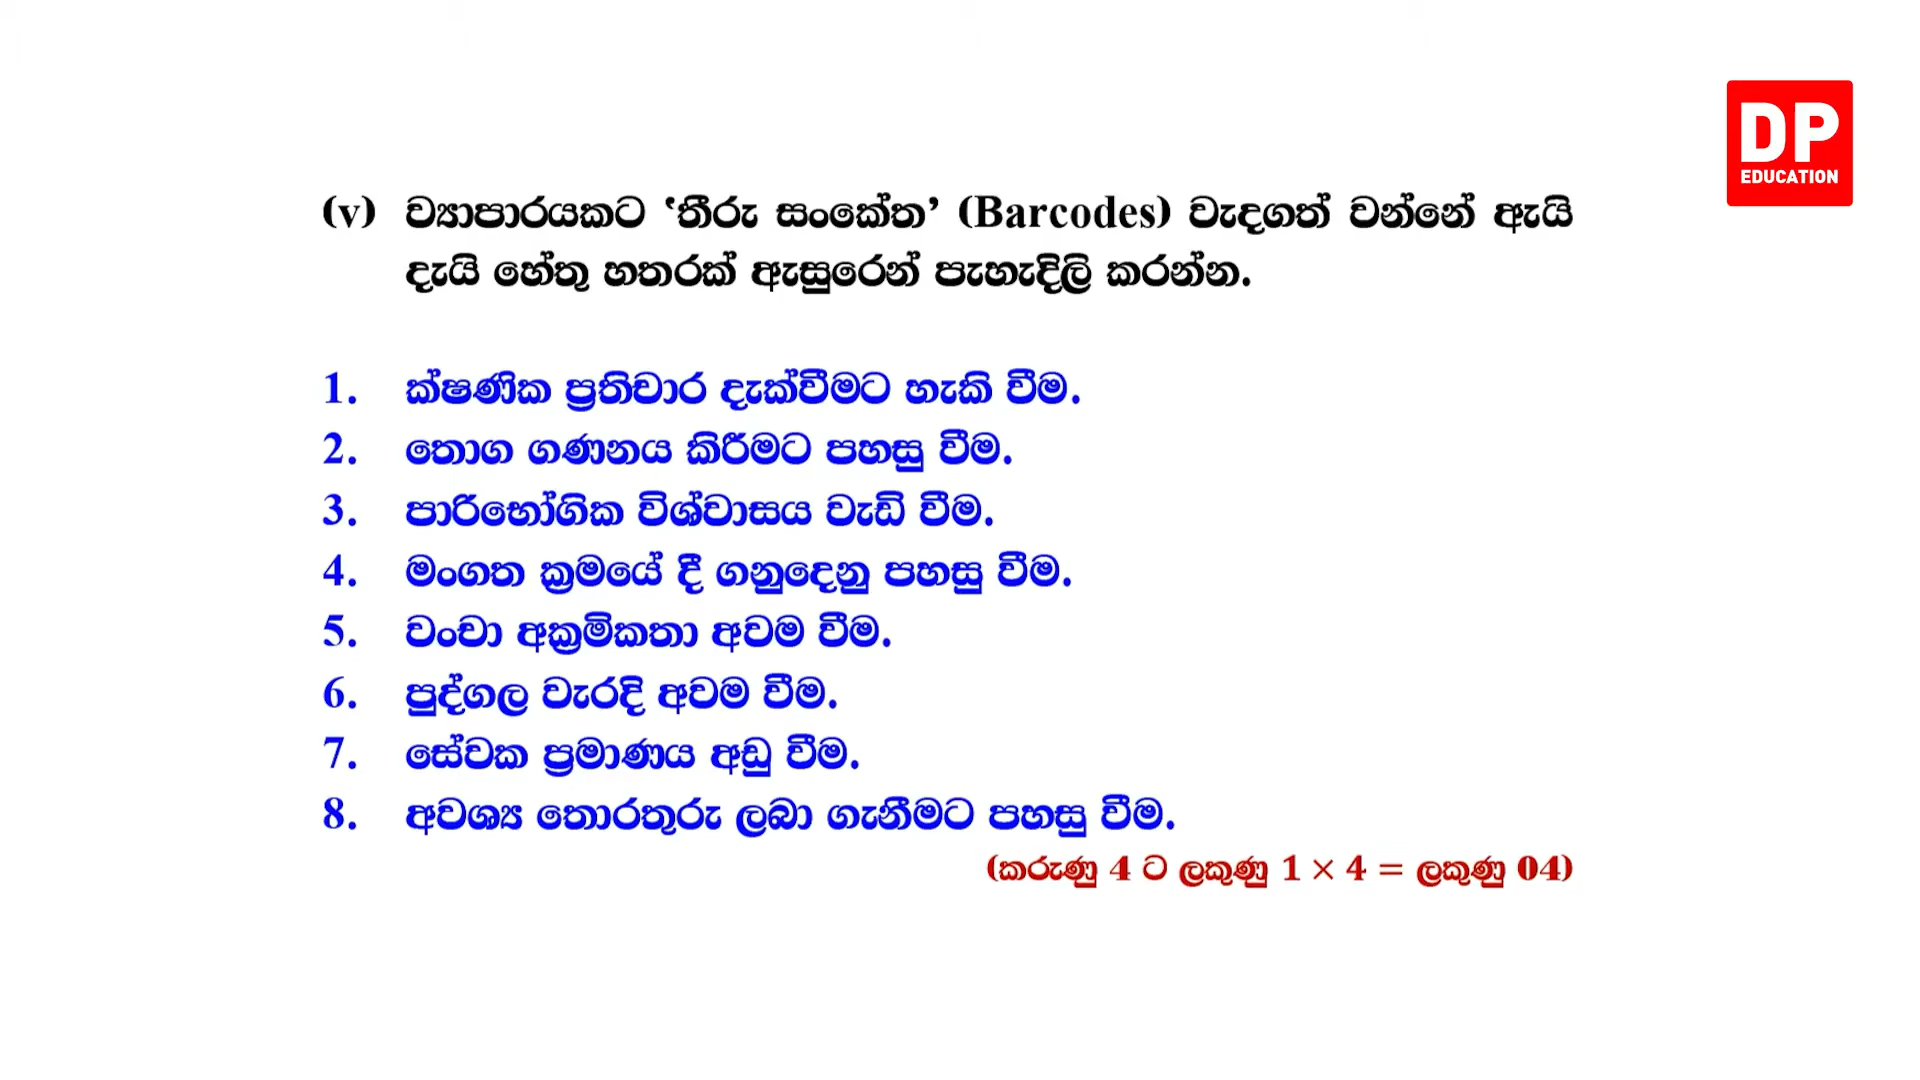 DP
EDUCATION
(v) ව්‍යාපාරයකට ‘තීරු සංකේත’ (Barcodes) වැදගත් වන්නේ ඇයි
දැයි හේතු හතරක් ඇසුරෙන් පැහැදිලි කරන්න.
1. ක්ෂණික ප්‍රතිචාර දැක්වීමට හැකි වීම.
2. තොග ගණනය කිරීමට පහසු වීම.
3. පාරිභෝගික විශ්වාසය වැඩි වීම.
4. මංගත ක්‍රමයේ දී ගනුදෙනු පහසු වීම.
5. වංචා අක්‍රමිකතා අවම වීම.
6. පුද්ගල වැරදි අවම වීම.
7. සේවක ප්‍රමාණය අඩු වීම.
8. අවශ්‍ය තොරතුරු ලබා ගැනීමට පහසු වීම.
(කරුණු 4 ට ලකුණු 1 × 4 = ලකුණු 04)